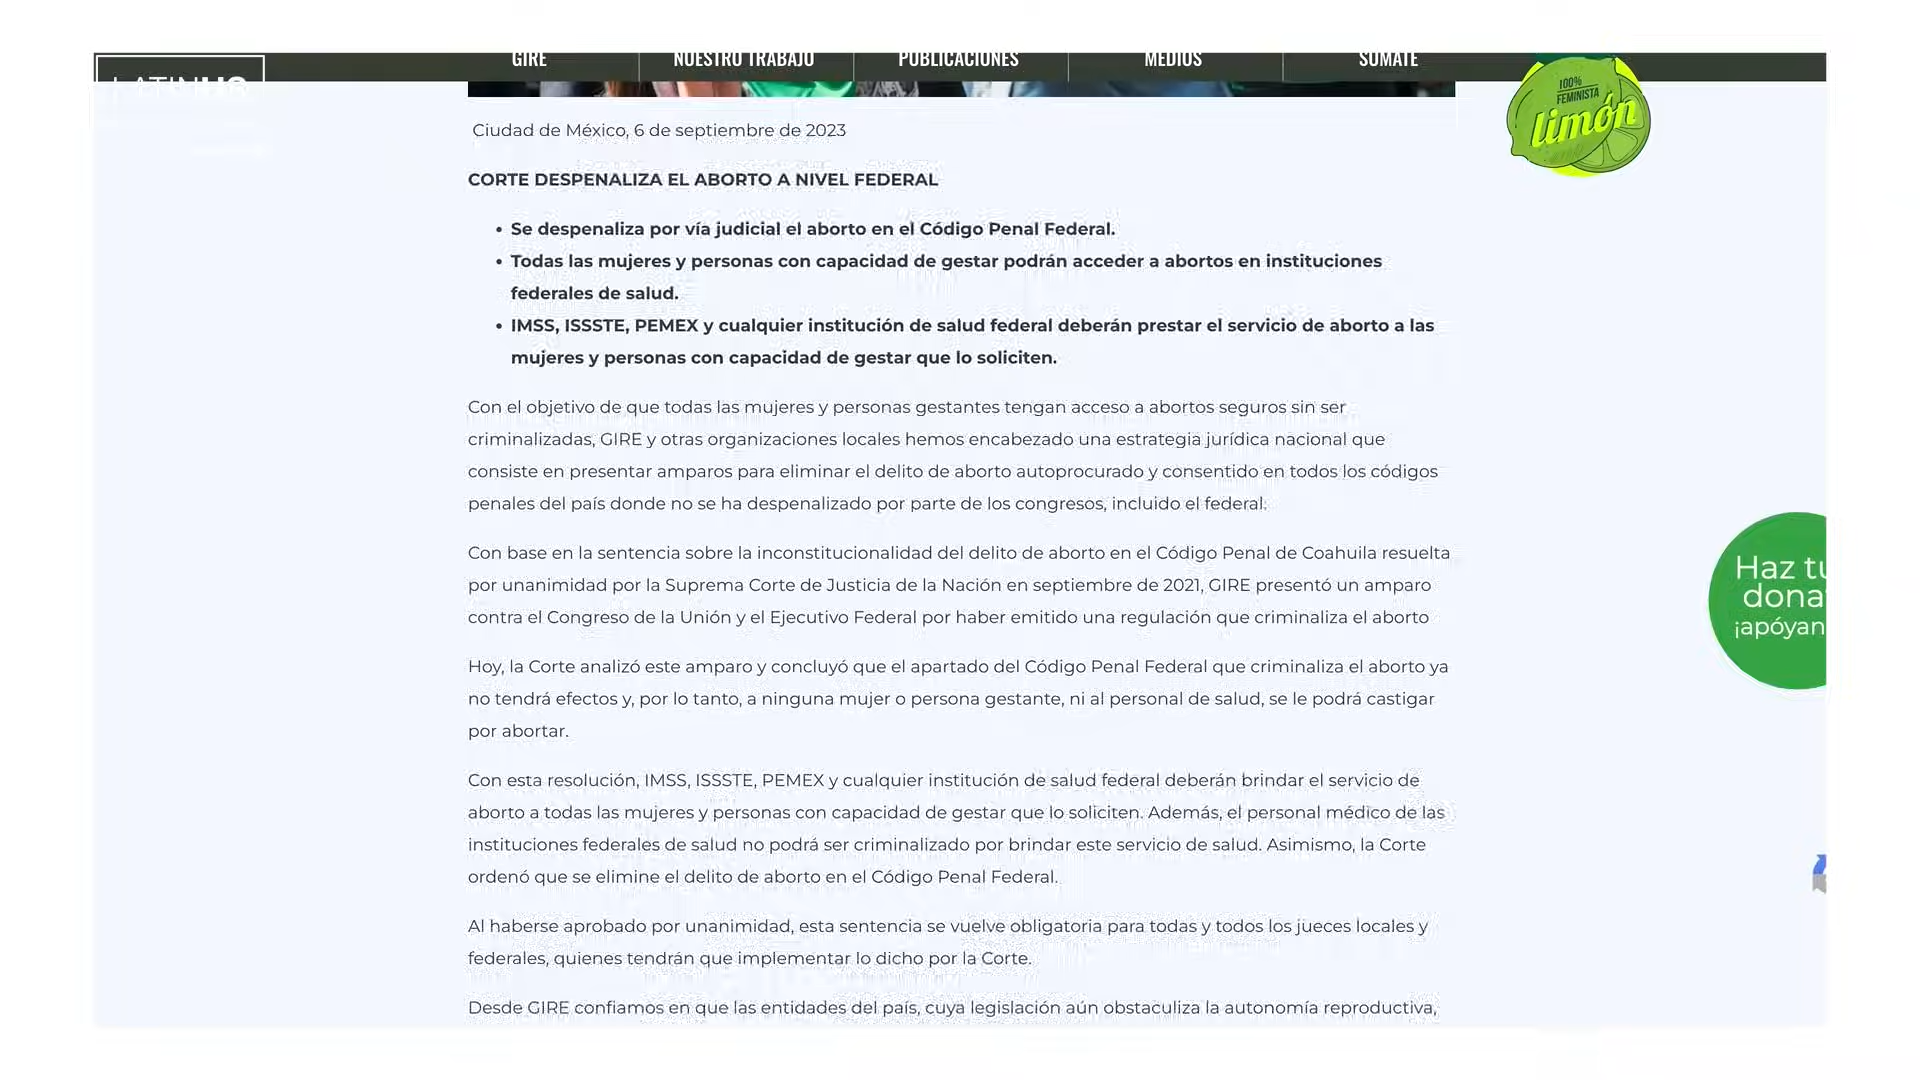 GIRE
NUESTRO TRABAJO
PUBLICACIONES
MEDIOS
SÚMATE
LATINUS
100%
FEMINISTA
limón
Ciudad de México, 6 de septiembre de 2023
CORTE DESPENALIZA EL ABORTO A NIVEL FEDERAL
• Se despenaliza por vía judicial el aborto en el Código Penal Federal.
• Todas las mujeres y personas con capacidad de gestar podrán acceder a abortos en instituciones
federales de salud.
• IMSS, ISSSTE, PEMEX y cualquier institución de salud federal deberán prestar el servicio de aborto a las
mujeres y personas con capacidad de gestar que lo soliciten.
Con el objetivo de que todas las mujeres y personas gestantes tengan acceso a abortos seguros sin ser
criminalizadas, GIRE y otras organizaciones locales hemos encabezado una estrategia jurídica nacional que
consiste en presentar amparos para eliminar el delito de aborto autoprocurado y consentido en todos los códigos
penales del país donde no se ha despenalizado por parte de los congresos, incluido el federal.
Con base en la sentencia sobre la inconstitucionalidad del delito de aborto en el Código Penal de Coahuila resuelta
por unanimidad por la Suprema Corte de Justicia de la Nación en septiembre de 2021, GIRE presentó un amparo
contra el Congreso de la Unión y el Ejecutivo Federal por haber emitido una regulación que criminaliza el aborto
Hoy, la Corte analizó este amparo y concluyó que el apartado del Código Penal Federal que criminaliza el aborto ya
no tendrá efectos y, por lo tanto, a ninguna mujer o persona gestante, ni al personal de salud, se le podrá castigar
por abortar.
Con esta resolución, IMSS, ISSSTE, PEMEX y cualquier institución de salud federal deberán brindar el servicio de
aborto a todas las mujeres y personas con capacidad de gestar que lo soliciten. Además, el personal médico de las
instituciones federales de salud no podrá ser criminalizado por brindar este servicio de salud. Asimismo, la Corte
ordenó que se elimine el delito de aborto en el Código Penal Federal.
Al haberse aprobado por unanimidad, esta sentencia se vuelve obligatoria para todas y todos los jueces locales y
federales, quienes tendrán que implementar lo dicho por la Corte.
Desde GIRE confiamos en que las entidades del país, cuya legislación aún obstaculiza la autonomía reproductiva,
Haz tu
dona
¡apóyan